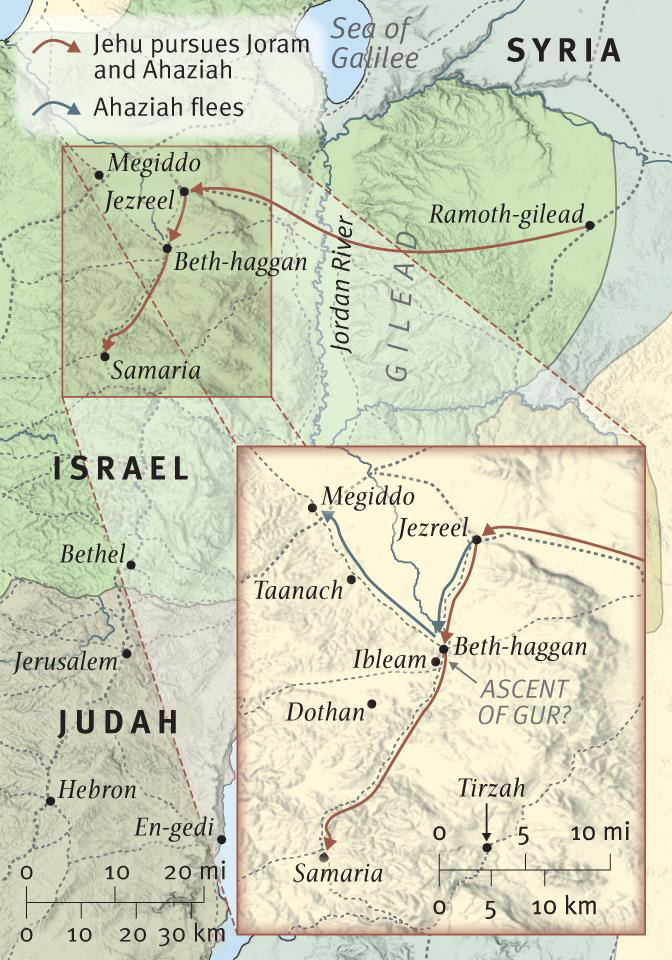 Jehu pursues Joram
and Ahaziah
Ahaziah flees
Sea of
Galilee
SYRIA
Megiddo
Jezreel
Ramoth-gilead
Beth-haggan
Jordan River
GILEAD
Samaria
ISRAEL
Bethel
Jerusalem
JUDAH
Hebron
En-gedi
0 10 20 mi
0 10 20 30 km
Megiddo
Jezreel
Taanach
Beth-haggan
Ibleam
ASCENT
OF GUR?
Dothan
Tirzah
Samaria
0 5 10 mi
0 5 10 km